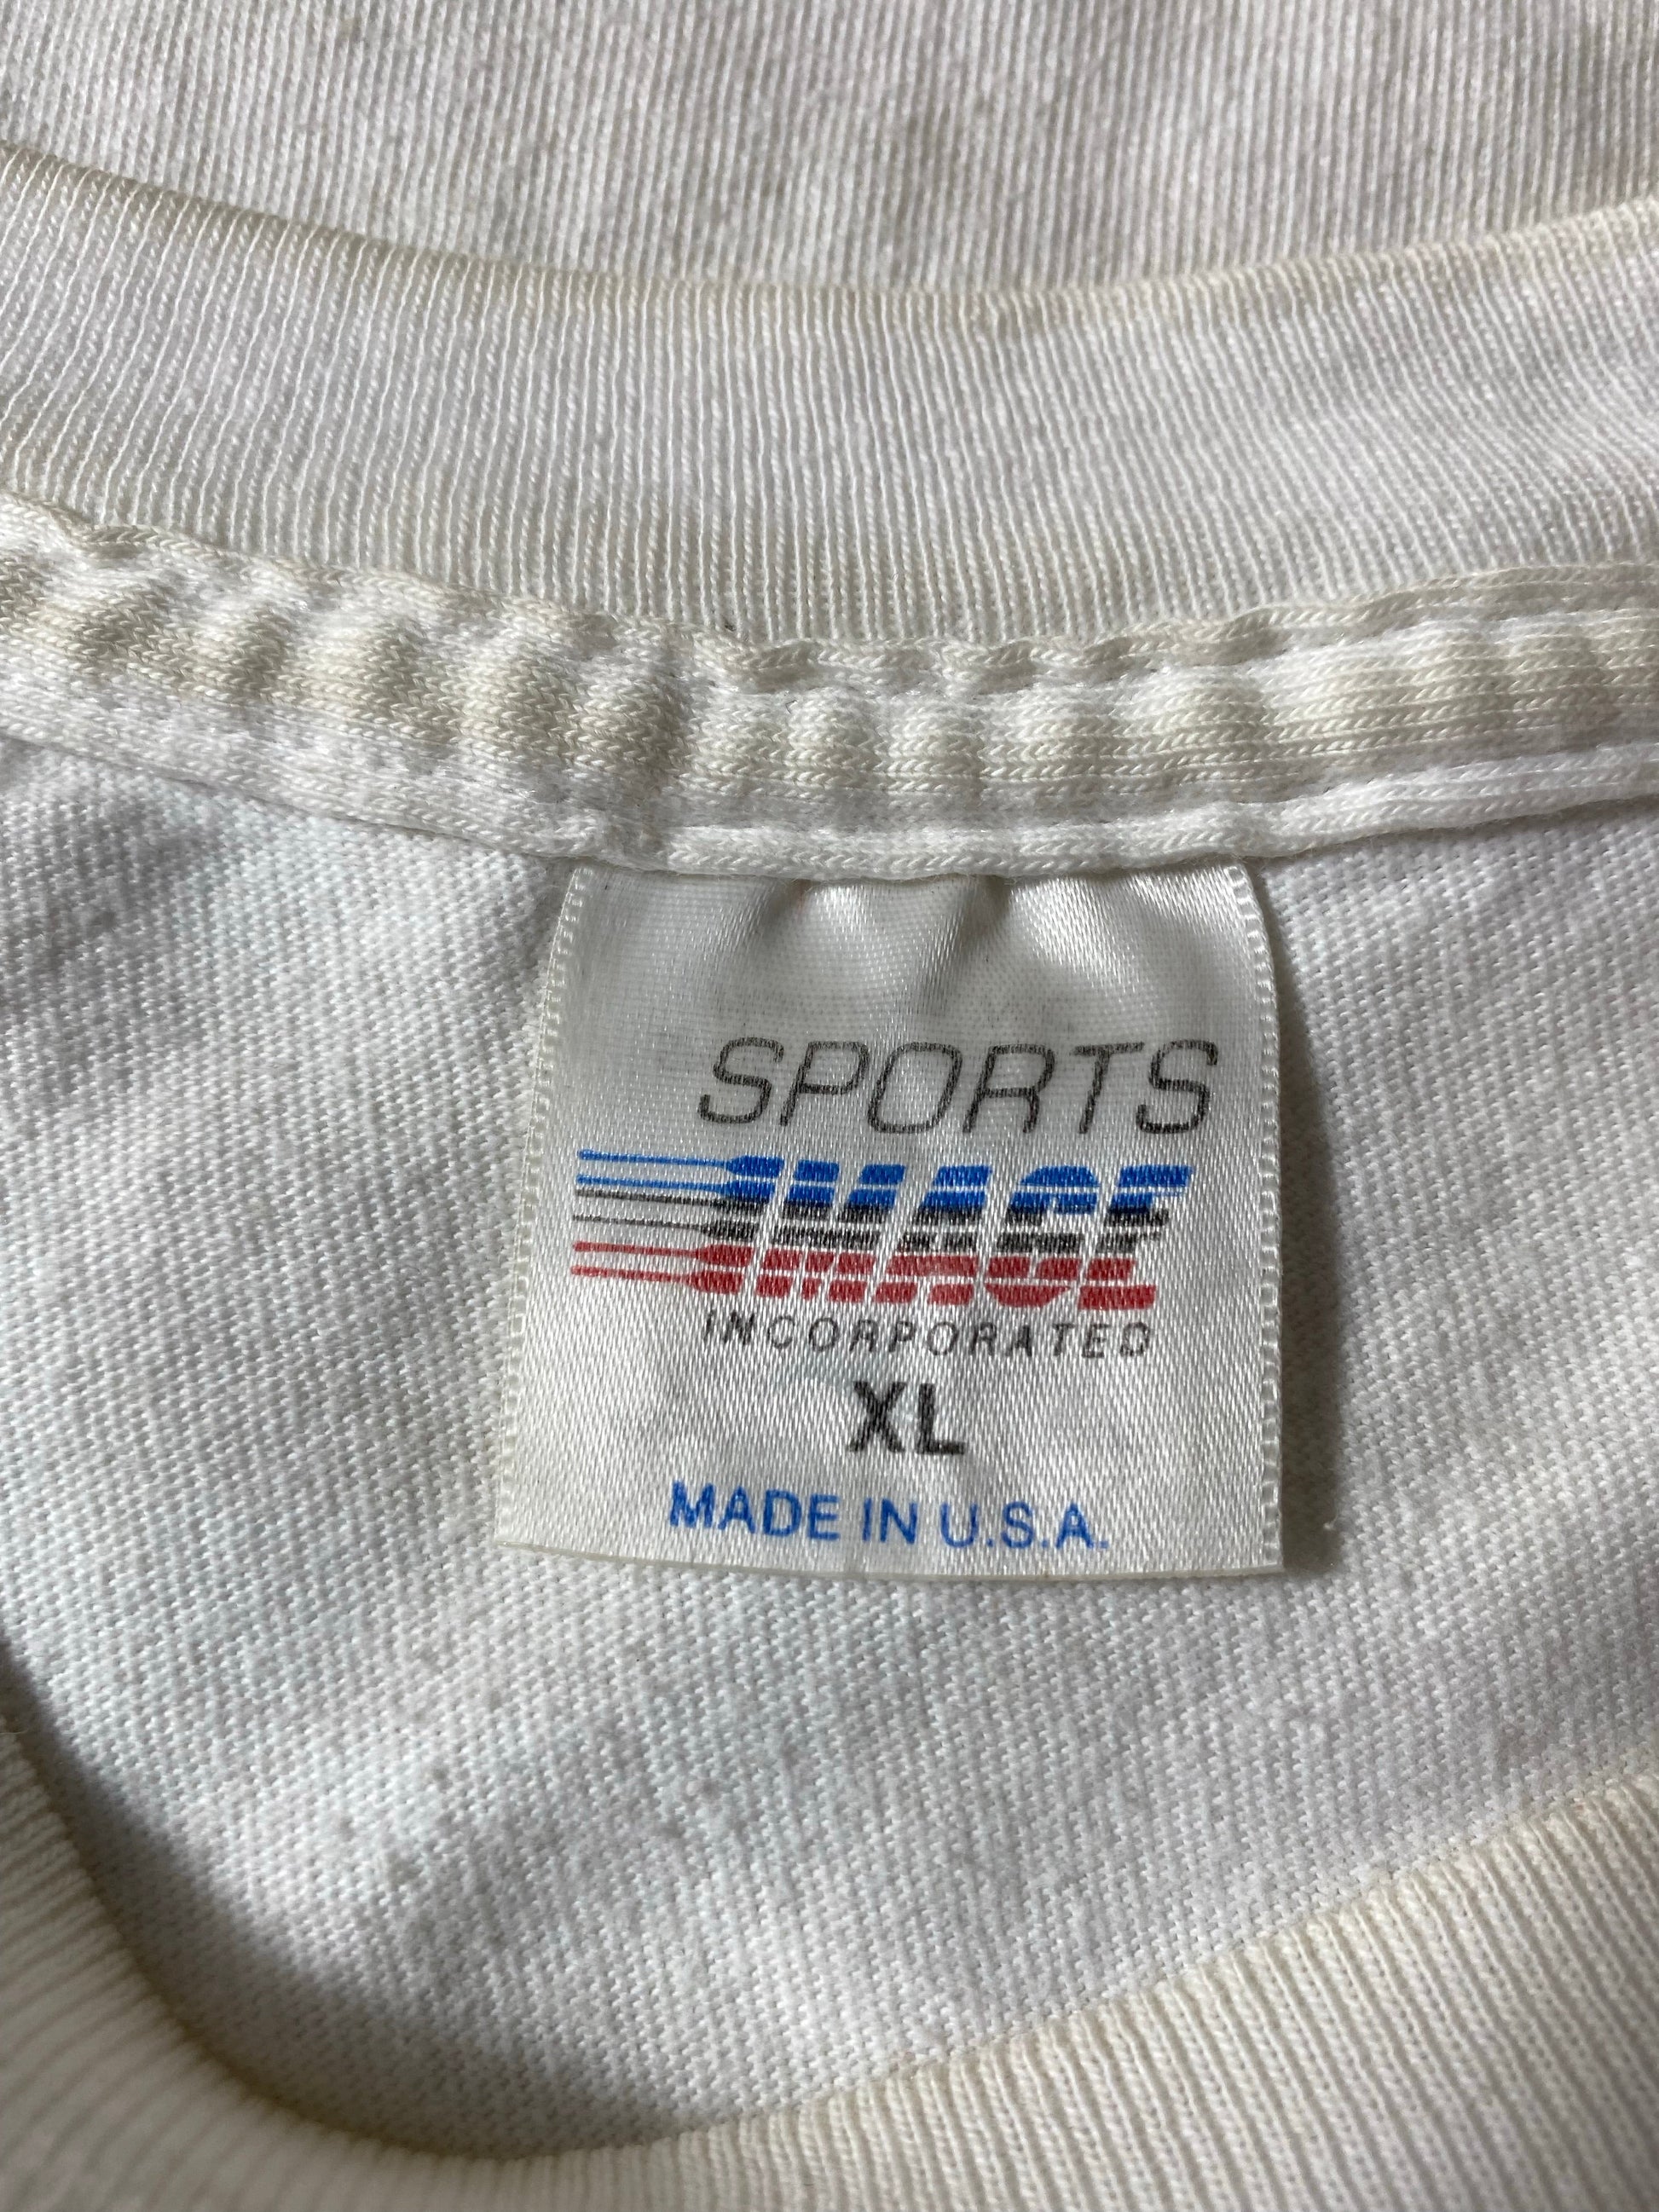 SPORTS
IMAGE
INCORPORATED
XL
MADE IN U.S.A.